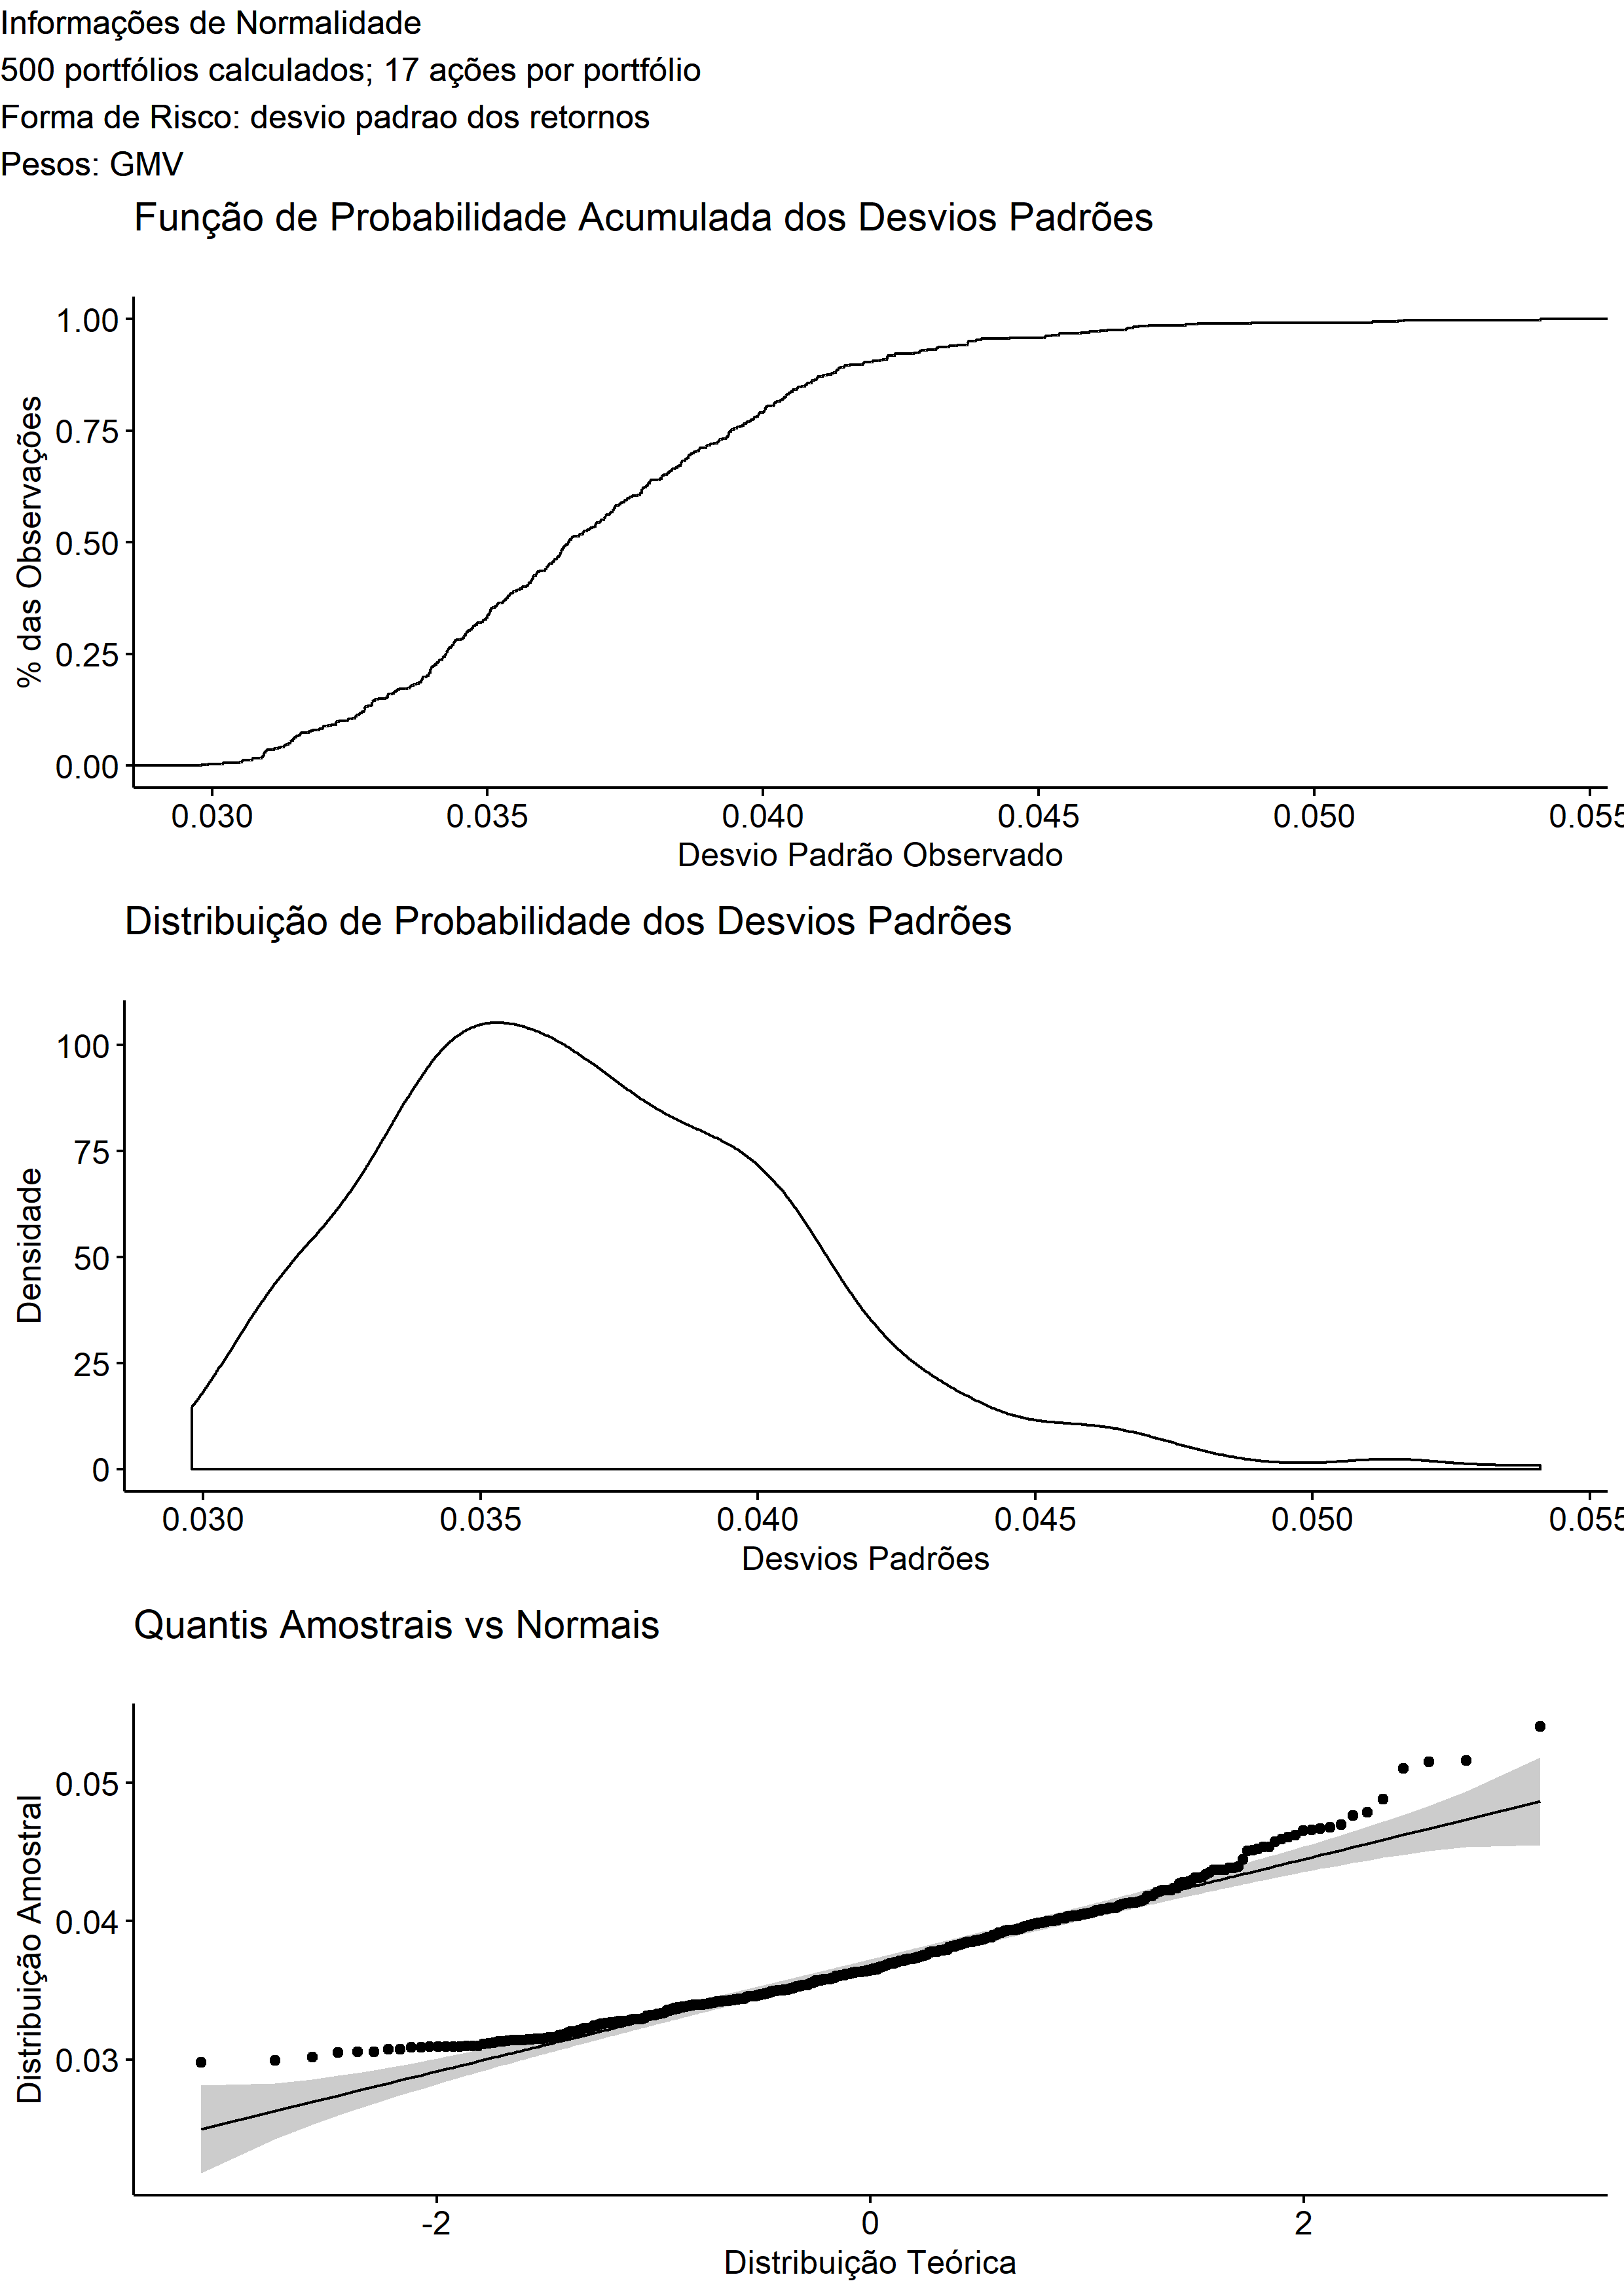 Informações de Normalidade
500 portfólios calculados; 17 ações por portfólio
Forma de Risco: desvio padrao dos retornos
Pesos: GMV
Função de Probabilidade Acumulada dos Desvios Padrões
% das Observações
1.00
0.75
0.50
0.25
0.00
0.030 0.035 0.040 0.045 0.050 0.055
Desvio Padrão Observado
Distribuição de Probabilidade dos Desvios Padrões
Densidade
100
75
50
25
0
0.030 0.035 0.040 0.045 0.050 0.055
Desvios Padrões
Quantis Amostrais vs Normais
Distribuição Amostral
0.05
0.04
0.03
-2 0 2
Distribuição Teórica